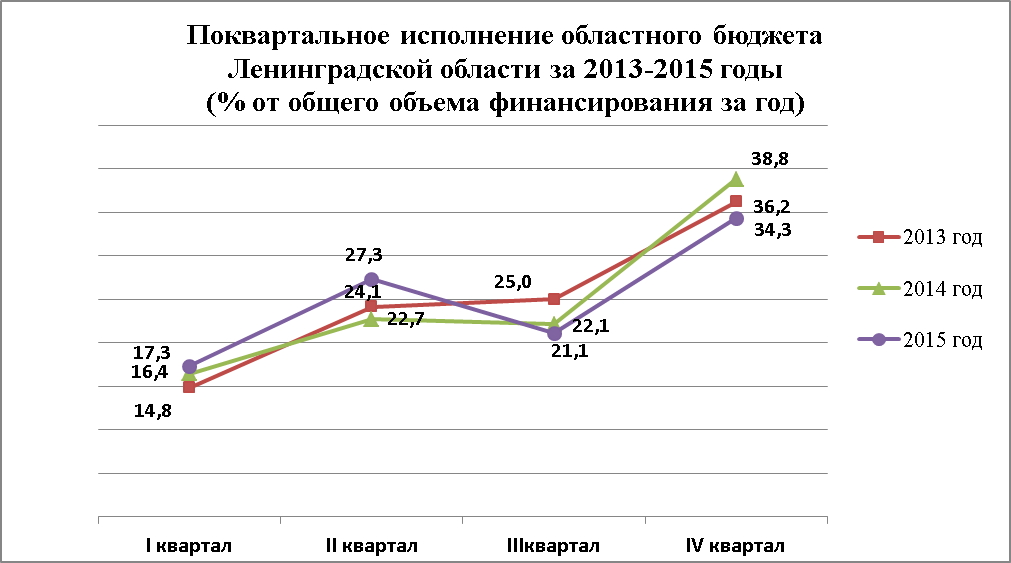 Поквартальное исполнение областного бюджета
Ленинградской области за 2013-2015 годы
(% от общего объема финансирования за год)
38,8
36,2
34,3
27,3
24,1
22,7
25,0
22,1
21,1
17,3
16,4
14,8
2013 год
2014 год
2015 год
I квартал
II квартал
IIIквартал
IV квартал